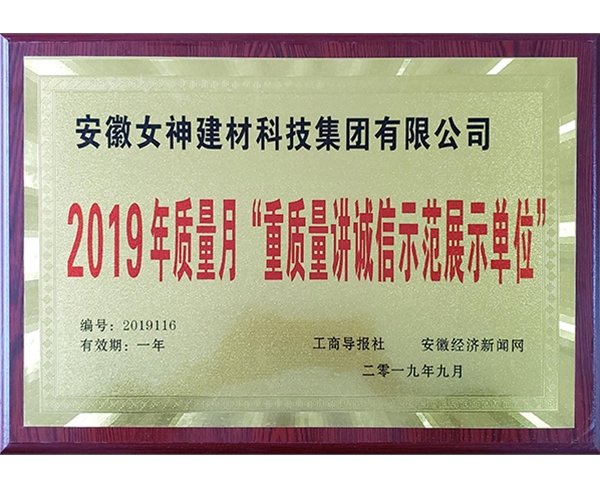 安徽女神建材科技集团有限公司
2019年质量月“重质量讲诚信示范展示单位”
编号：2019116
有效期：一年
工商导报社 安徽经济新闻网
二零一九年九月